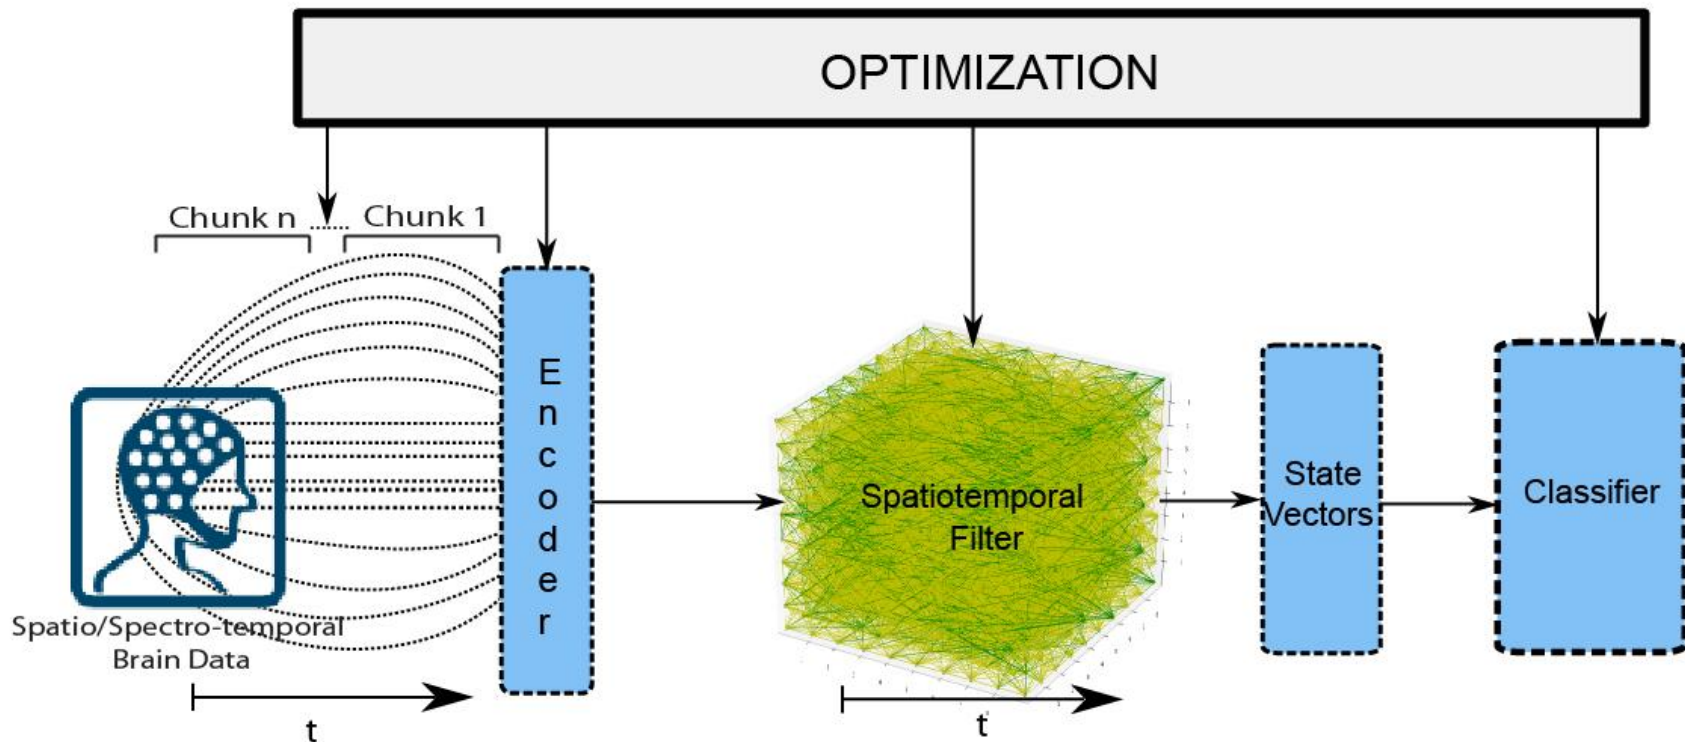 OPTIMIZATION
Chunk n
Chunk 1
E
n
c
o
d
e
r
Spatiotemporal
Filter
State
Vectors
Classifier
Spatio/Spectro-temporal
Brain Data
t
t